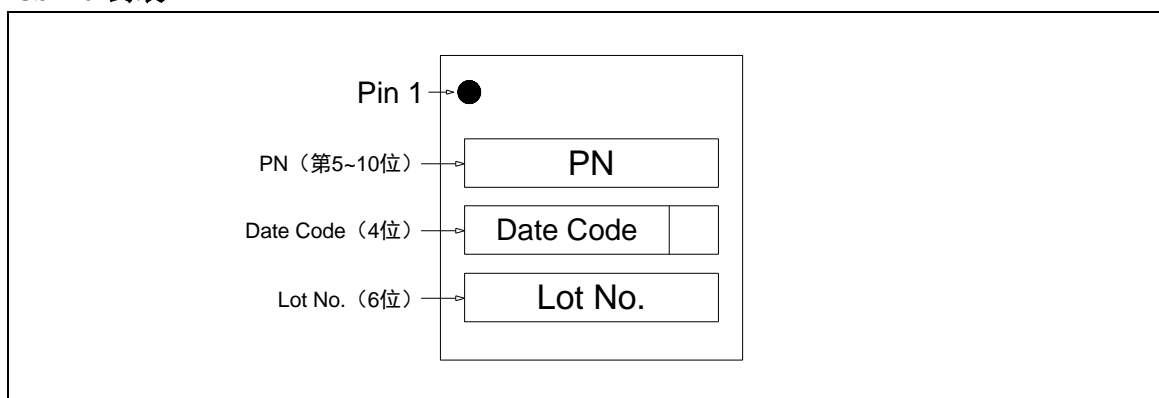 Pin 1
PN（第5~10位） PN
Date Code（4位） Date Code
Lot No.（6位） Lot No.